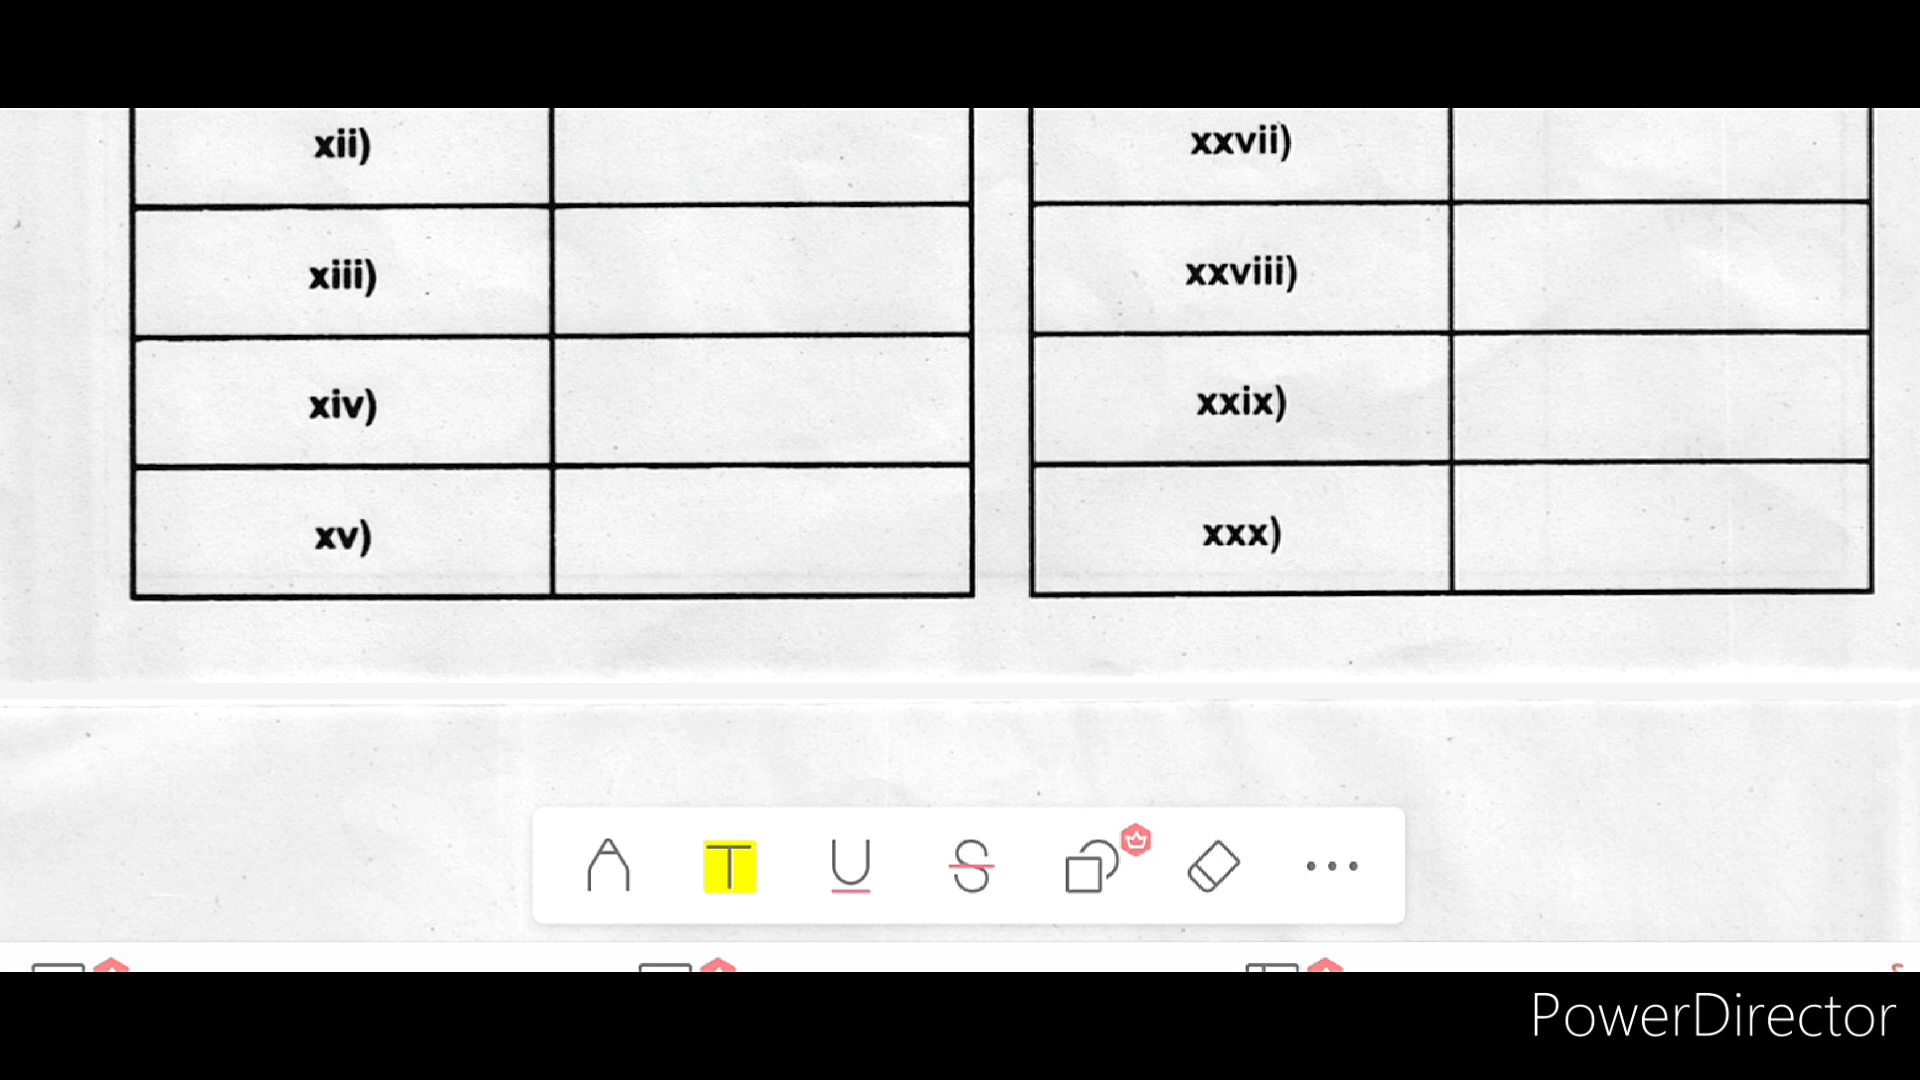 xii) xxvii)
xiii) xxviii)
xiv) xxix)
xv) xxx)
PowerDirector